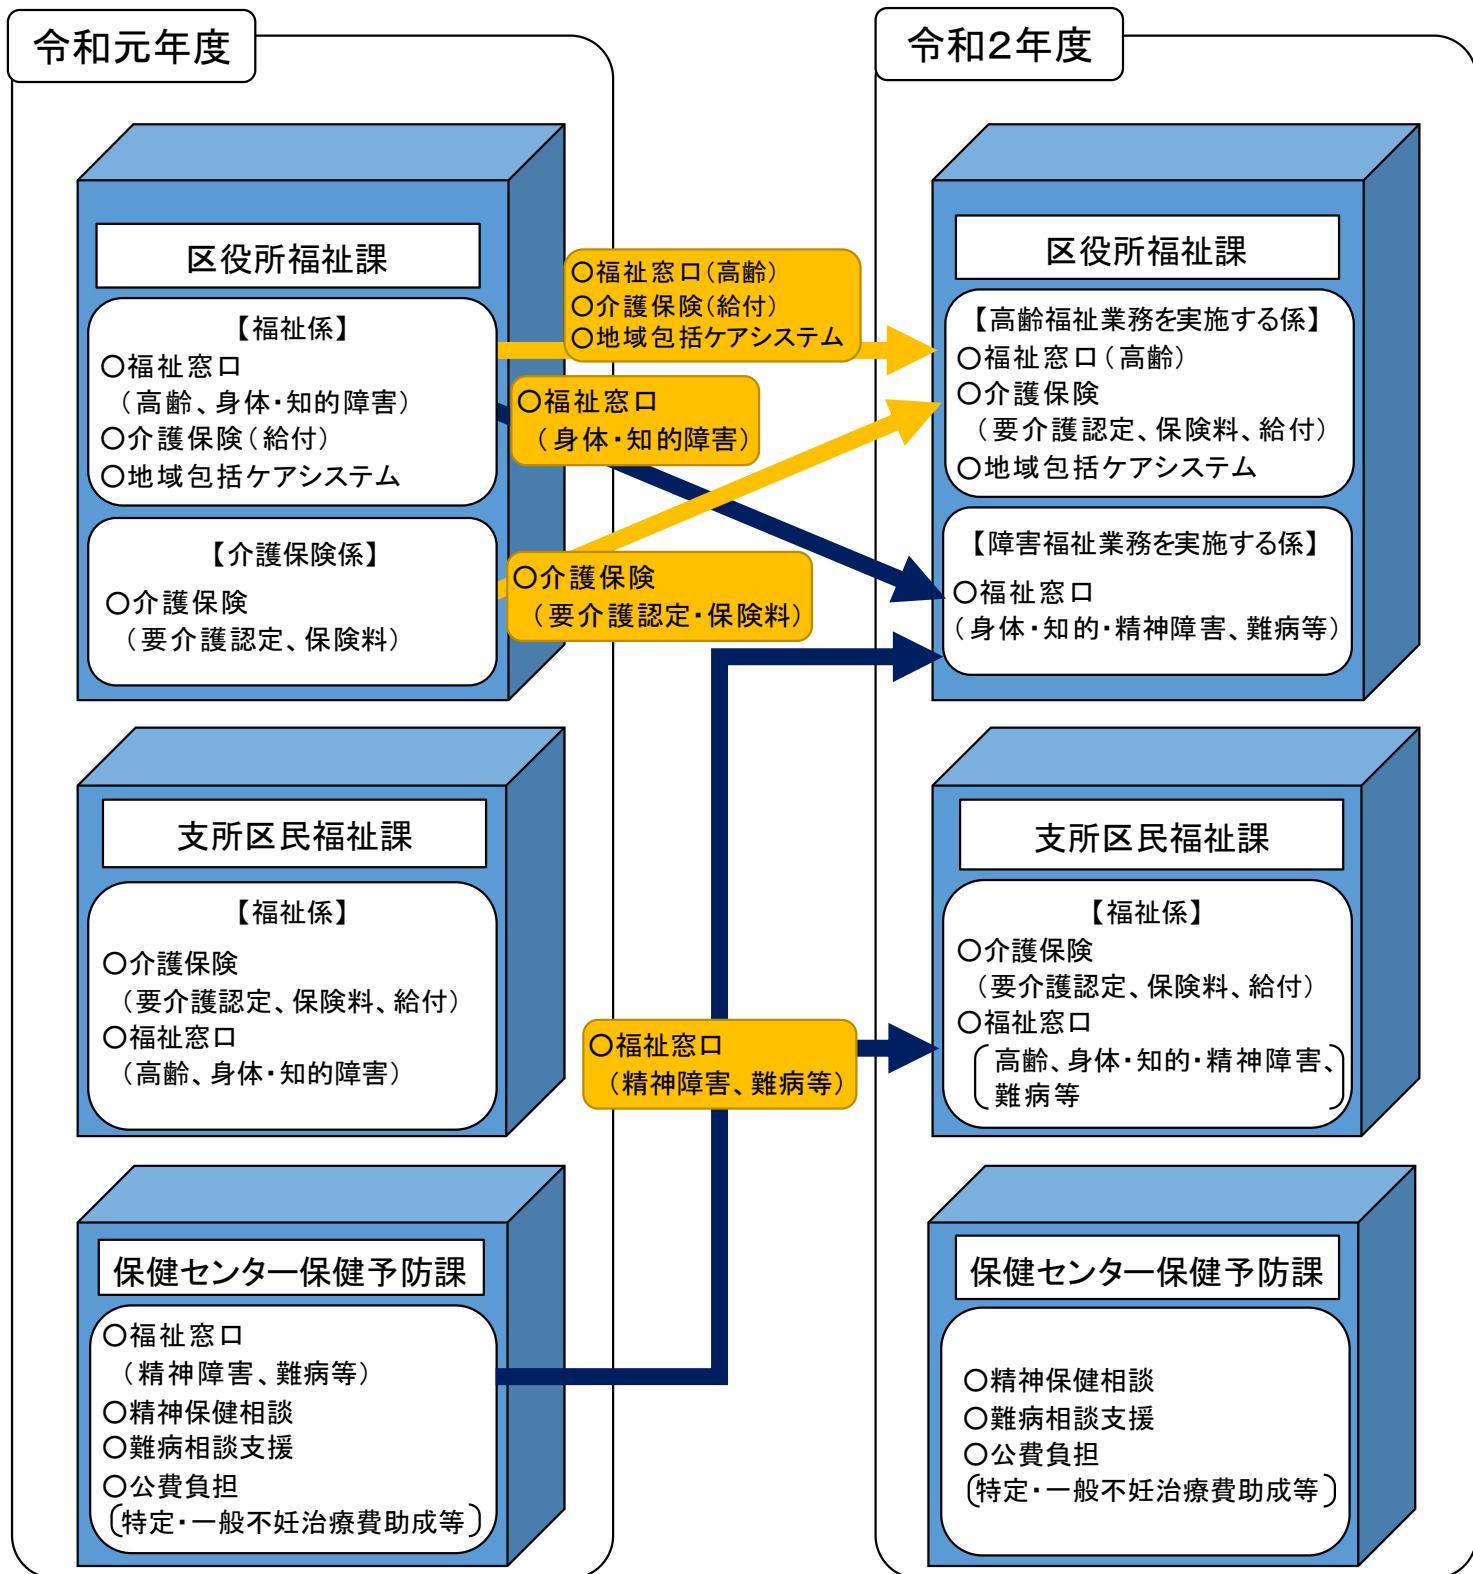 令和元年度
区役所福祉課
【福祉係】
○福祉窓口
（高齢、身体・知的障害）
○介護保険（給付）
○地域包括ケアシステム
【介護保険係】
○介護保険
（要介護認定、保険料）
支所区民福祉課
【福祉係】
○介護保険
（要介護認定、保険料、給付）
○福祉窓口
（高齢、身体・知的障害）
保健センター保健予防課
○福祉窓口
（精神障害、難病等）
○精神保健相談
○難病相談支援
○公費負担
〔特定・一般不妊治療費助成等〕
○福祉窓口（高齢）
○介護保険（給付）
○地域包括ケアシステム
○福祉窓口
（身体・知的障害）
○介護保険
（要介護認定・保険料）
○福祉窓口
（精神障害、難病等）
令和２年度
区役所福祉課
【高齢福祉業務を実施する係】
○福祉窓口（高齢）
○介護保険
（要介護認定、保険料、給付）
○地域包括ケアシステム
【障害福祉業務を実施する係】
○福祉窓口
（身体・知的・精神障害、難病等）
支所区民福祉課
【福祉係】
○介護保険
（要介護認定、保険料、給付）
○福祉窓口
〔高齢、身体・知的・精神障害、
難病等〕
保健センター保健予防課
○精神保健相談
○難病相談支援
○公費負担
〔特定・一般不妊治療費助成等〕